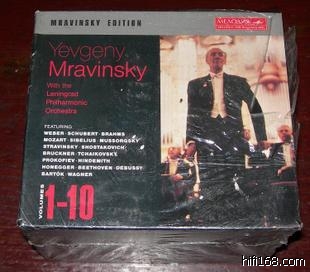 MRAVINSKY EDITION
МЕЛОДИЯ
Yevgeny
Mravinsky
With the
Leningrad
Philharmonic
Orchestra
FEATURING
WEBER · SCHUBERT · BRAHMS
MOZART · SIBELIUS · MUSSORGSKY
STRAVINSKY · SHOSTAKOVICH
BRUCKNER · TCHAIKOVSKY
PROKOFIEV · HINDEMITH
HONEGGER · BEETHOVEN · DEBUSSY
BARTÓK · WAGNER
VOLUMES
1-10
hifi168.com